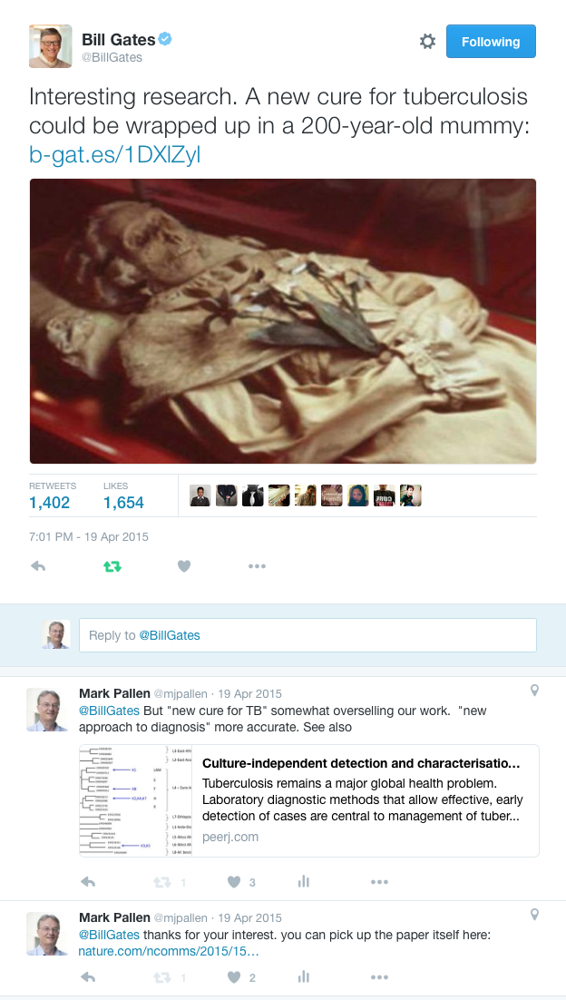 Bill Gates
Following
@BillGates
Interesting research. A new cure for tuberculosis
could be wrapped up in a 200-year-old mummy:
b-gat.es/1DXlZyl
RETWEETS
LIKES
1,402
1,654
7:01 PM - 19 Apr 2015
Reply to @BillGates
Mark Pallen @mjpallen · 19 Apr 2015
@BillGates But "new cure for TB" somewhat overselling our work. "new
approach to diagnosis" more accurate. See also
Culture-independent detection and characterisatio...
Tuberculosis remains a major global health problem.
Laboratory diagnostic methods that allow effective, early
detection of cases are central to management of tuber...
peerj.com
1
3
Mark Pallen @mjpallen · 19 Apr 2015
@BillGates thanks for your interest. you can pick up the paper itself here:
nature.com/ncomms/2015/15…
1
2